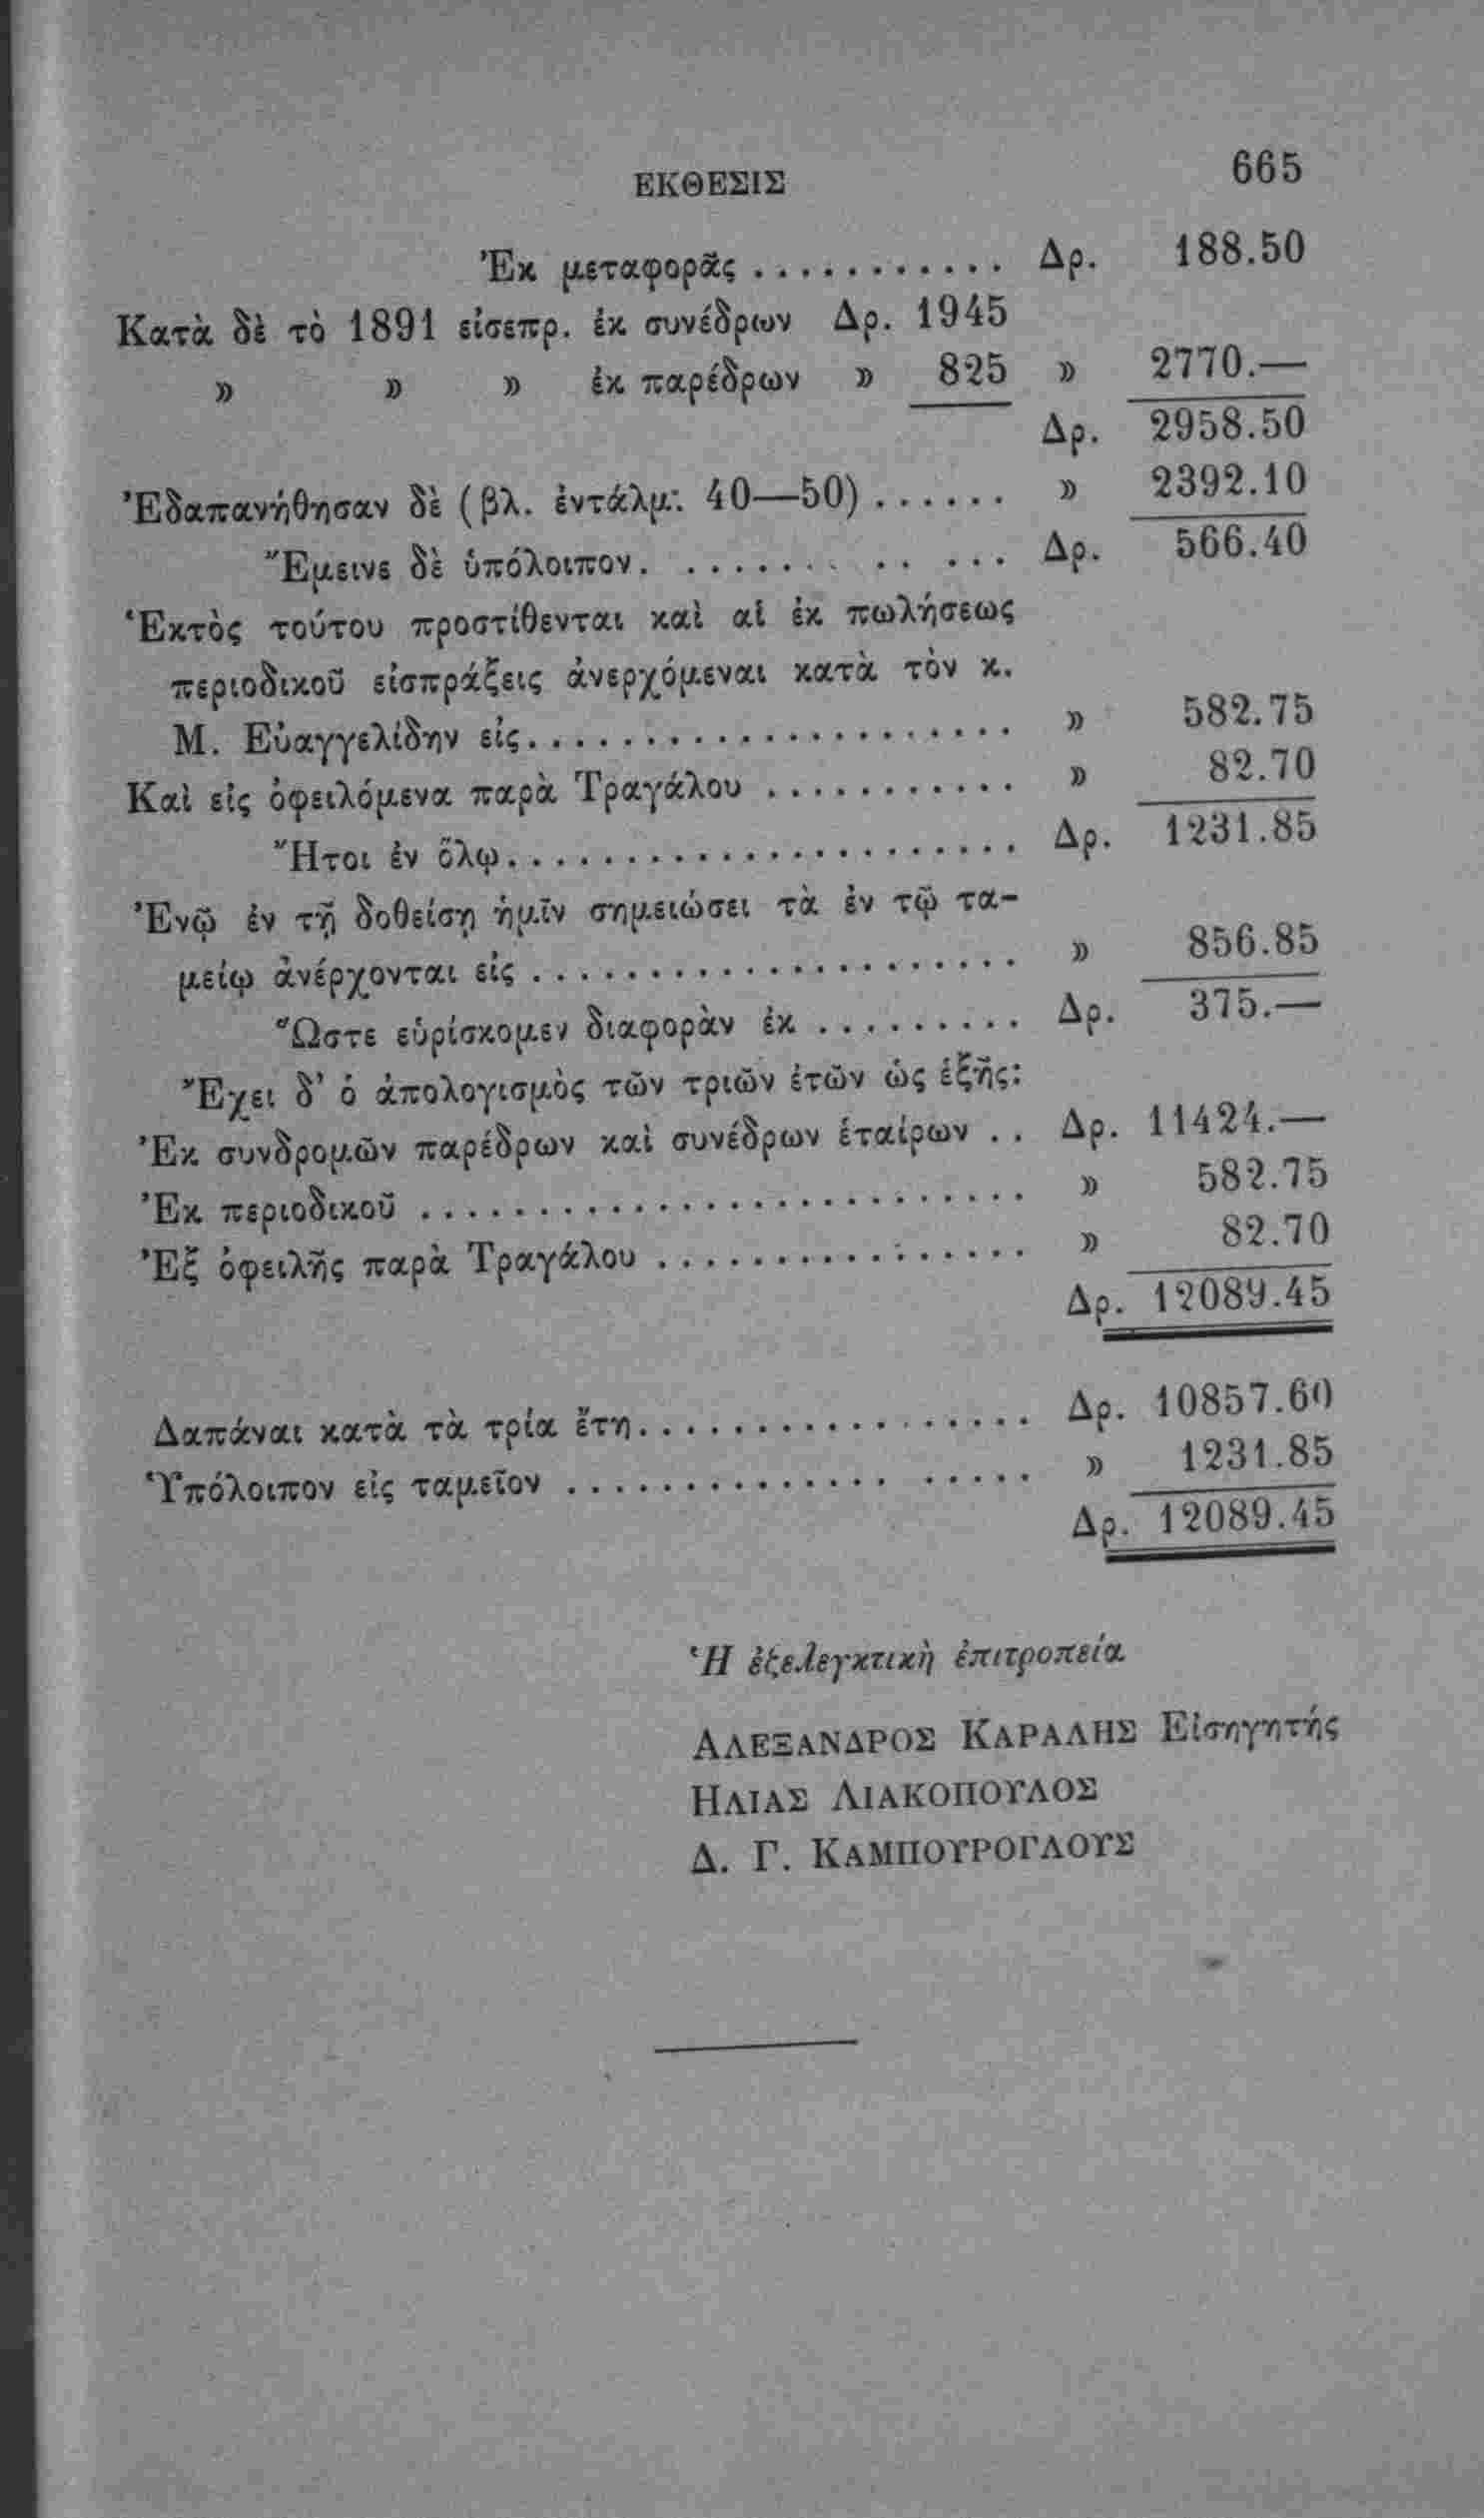 ΕΚΘΕΣΙΣ 665
Ἐκ μεταφορᾶς . . . . . . . . . . . Δρ. 188.50
Κατὰ δὲ τὸ 1891 εἰσεπρ. ἐκ συνέδρων Δρ. 1945
» » » ἐκ παρέδρων » 825 » 2770.—
Δρ. 2958.50
Ἐδαπανήθησαν δὲ (βλ. ἐντάλμ. 40—50) . . . . . . » 2392.10
Ἔμεινε δὲ ὑπόλοιπον. . . . . . . . . . . . . Δρ. 566.40
Ἐκτὸς τούτου προστίθενται καὶ αἱ ἐκ πωλήσεως
περιοδικοῦ εἰσπράξεις ἀνερχόμεναι κατὰ τὸν κ.
Μ. Εὐαγγελίδην εἰς. . . . . . . . . . . . . . . . . . . . . » 582.75
Καὶ εἰς ὀφειλόμενα παρὰ Τραγάλου . . . . . . . . . . . » 82.70
Ἤτοι ἐν ὅλῳ. . . . . . . . . . . . . . . . . . . . . . Δρ. 1231.85
Ἐνῷ ἐν τῇ δοθείσῃ ἡμῖν σημειώσει τὰ ἐν τῷ τα-
μείῳ ἀνέρχονται εἰς . . . . . . . . . . . . . . . . . . . . . » 856.85
Ὥστε εὑρίσκομεν διαφορὰν ἐκ . . . . . . . . . Δρ. 375.—
Ἔχει δ' ὁ ἀπολογισμὸς τῶν τριῶν ἐτῶν ὡς ἑξῆς:
Ἐκ συνδρομῶν παρέδρων καὶ συνέδρων ἑταίρων . . Δρ. 11424.—
Ἐκ περιοδικοῦ . . . . . . . . . . . . . . . . . . . . . . . . . . » 582.75
Ἐξ ὀφειλῆς παρὰ Τραγάλου . . . . . . . . . . . . . . . . » 82.70
Δρ. 12089.45
Δαπάναι κατὰ τὰ τρία ἔτη. . . . . . . . . . . . . . . . . Δρ. 10857.60
Ὑπόλοιπον εἰς ταμεῖον . . . . . . . . . . . . . . . . . . . » 1231.85
Δρ. 12089.45
Ἡ ἐξελεγκτικὴ ἐπιτροπεία
ΑΛΕΞΑΝΔΡΟΣ ΚΑΡΑΛΗΣ Εἰσηγητής
ΗΛΙΑΣ ΛΙΑΚΟΠΟΥΛΟΣ
Δ. Γ. ΚΑΜΠΟΥΡΟΓΛΟΥΣ